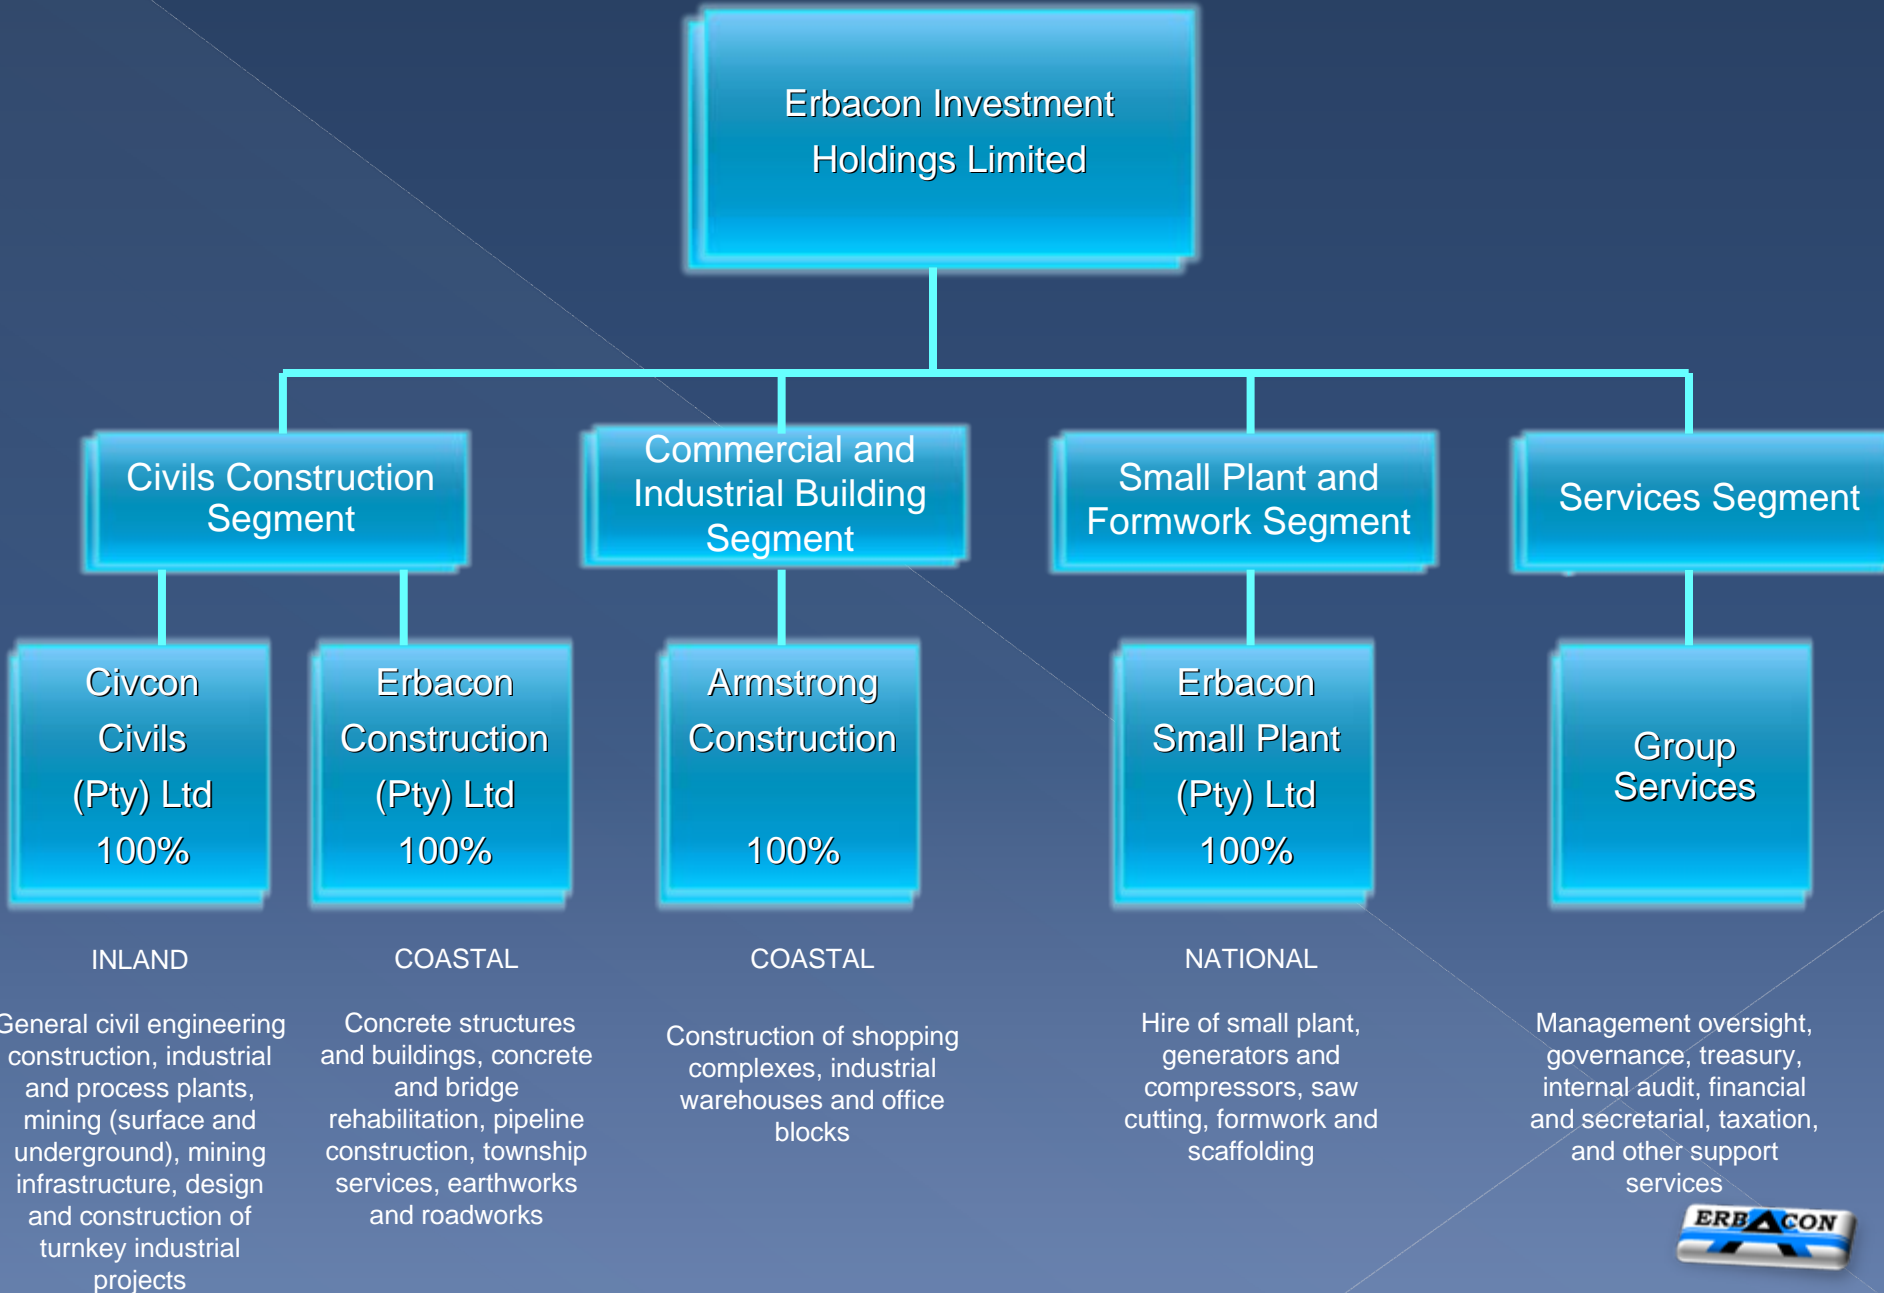 Erbacon Investment
Holdings Limited
Civils Construction
Segment
Commercial and
Industrial Building
Segment
Small Plant and
Formwork Segment
Services Segment
Civcon
Civils
(Pty) Ltd
100%
Erbacon
Construction
(Pty) Ltd
100%
Armstrong
Construction
100%
Erbacon
Small Plant
(Pty) Ltd
100%
Group
Services
INLAND
General civil engineering
construction, industrial
and process plants,
mining (surface and
underground), mining
infrastructure, design
and construction of
turnkey industrial
projects
COASTAL
Concrete structures
and buildings, concrete
and bridge
rehabilitation, pipeline
construction, township
services, earthworks
and roadworks
COASTAL
Construction of shopping
complexes, industrial
warehouses and office
blocks
NATIONAL
Hire of small plant,
generators and
compressors, saw
cutting, formwork and
scaffolding
Management oversight,
governance, treasury,
internal audit, financial
and secretarial, taxation,
and other support
services
ERBACON